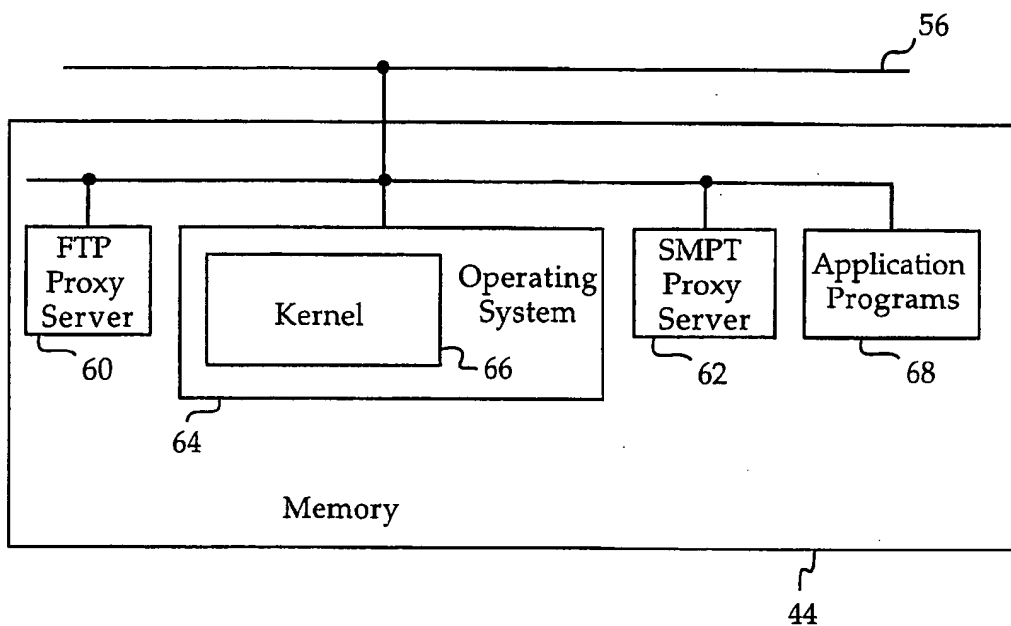 56
FTP
Proxy
Server
60
Kernel
66
Operating
System
64
SMPT
Proxy
Server
62
Application
Programs
68
Memory
44